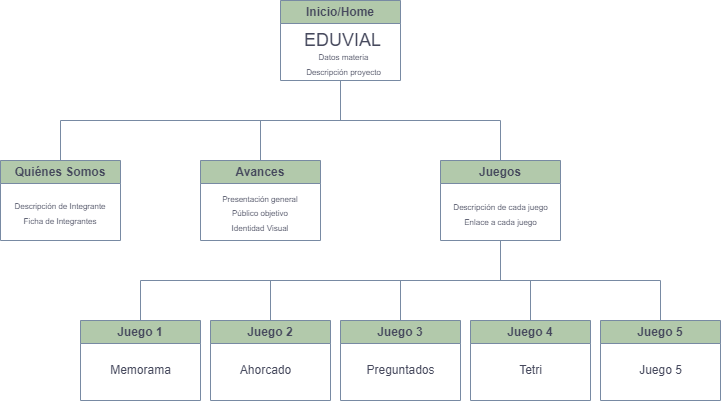 Inicio/Home
EDUVIAL
Datos materia
Descripción proyecto
Quiénes Somos
Descripción de Integrante
Ficha de Integrantes
Avances
Presentación general
Público objetivo
Identidad Visual
Juegos
Descripción de cada juego
Enlace a cada juego
Juego 1
Memorama
Juego 2
Ahorcado
Juego 3
Preguntados
Juego 4
Tetri
Juego 5
Juego 5